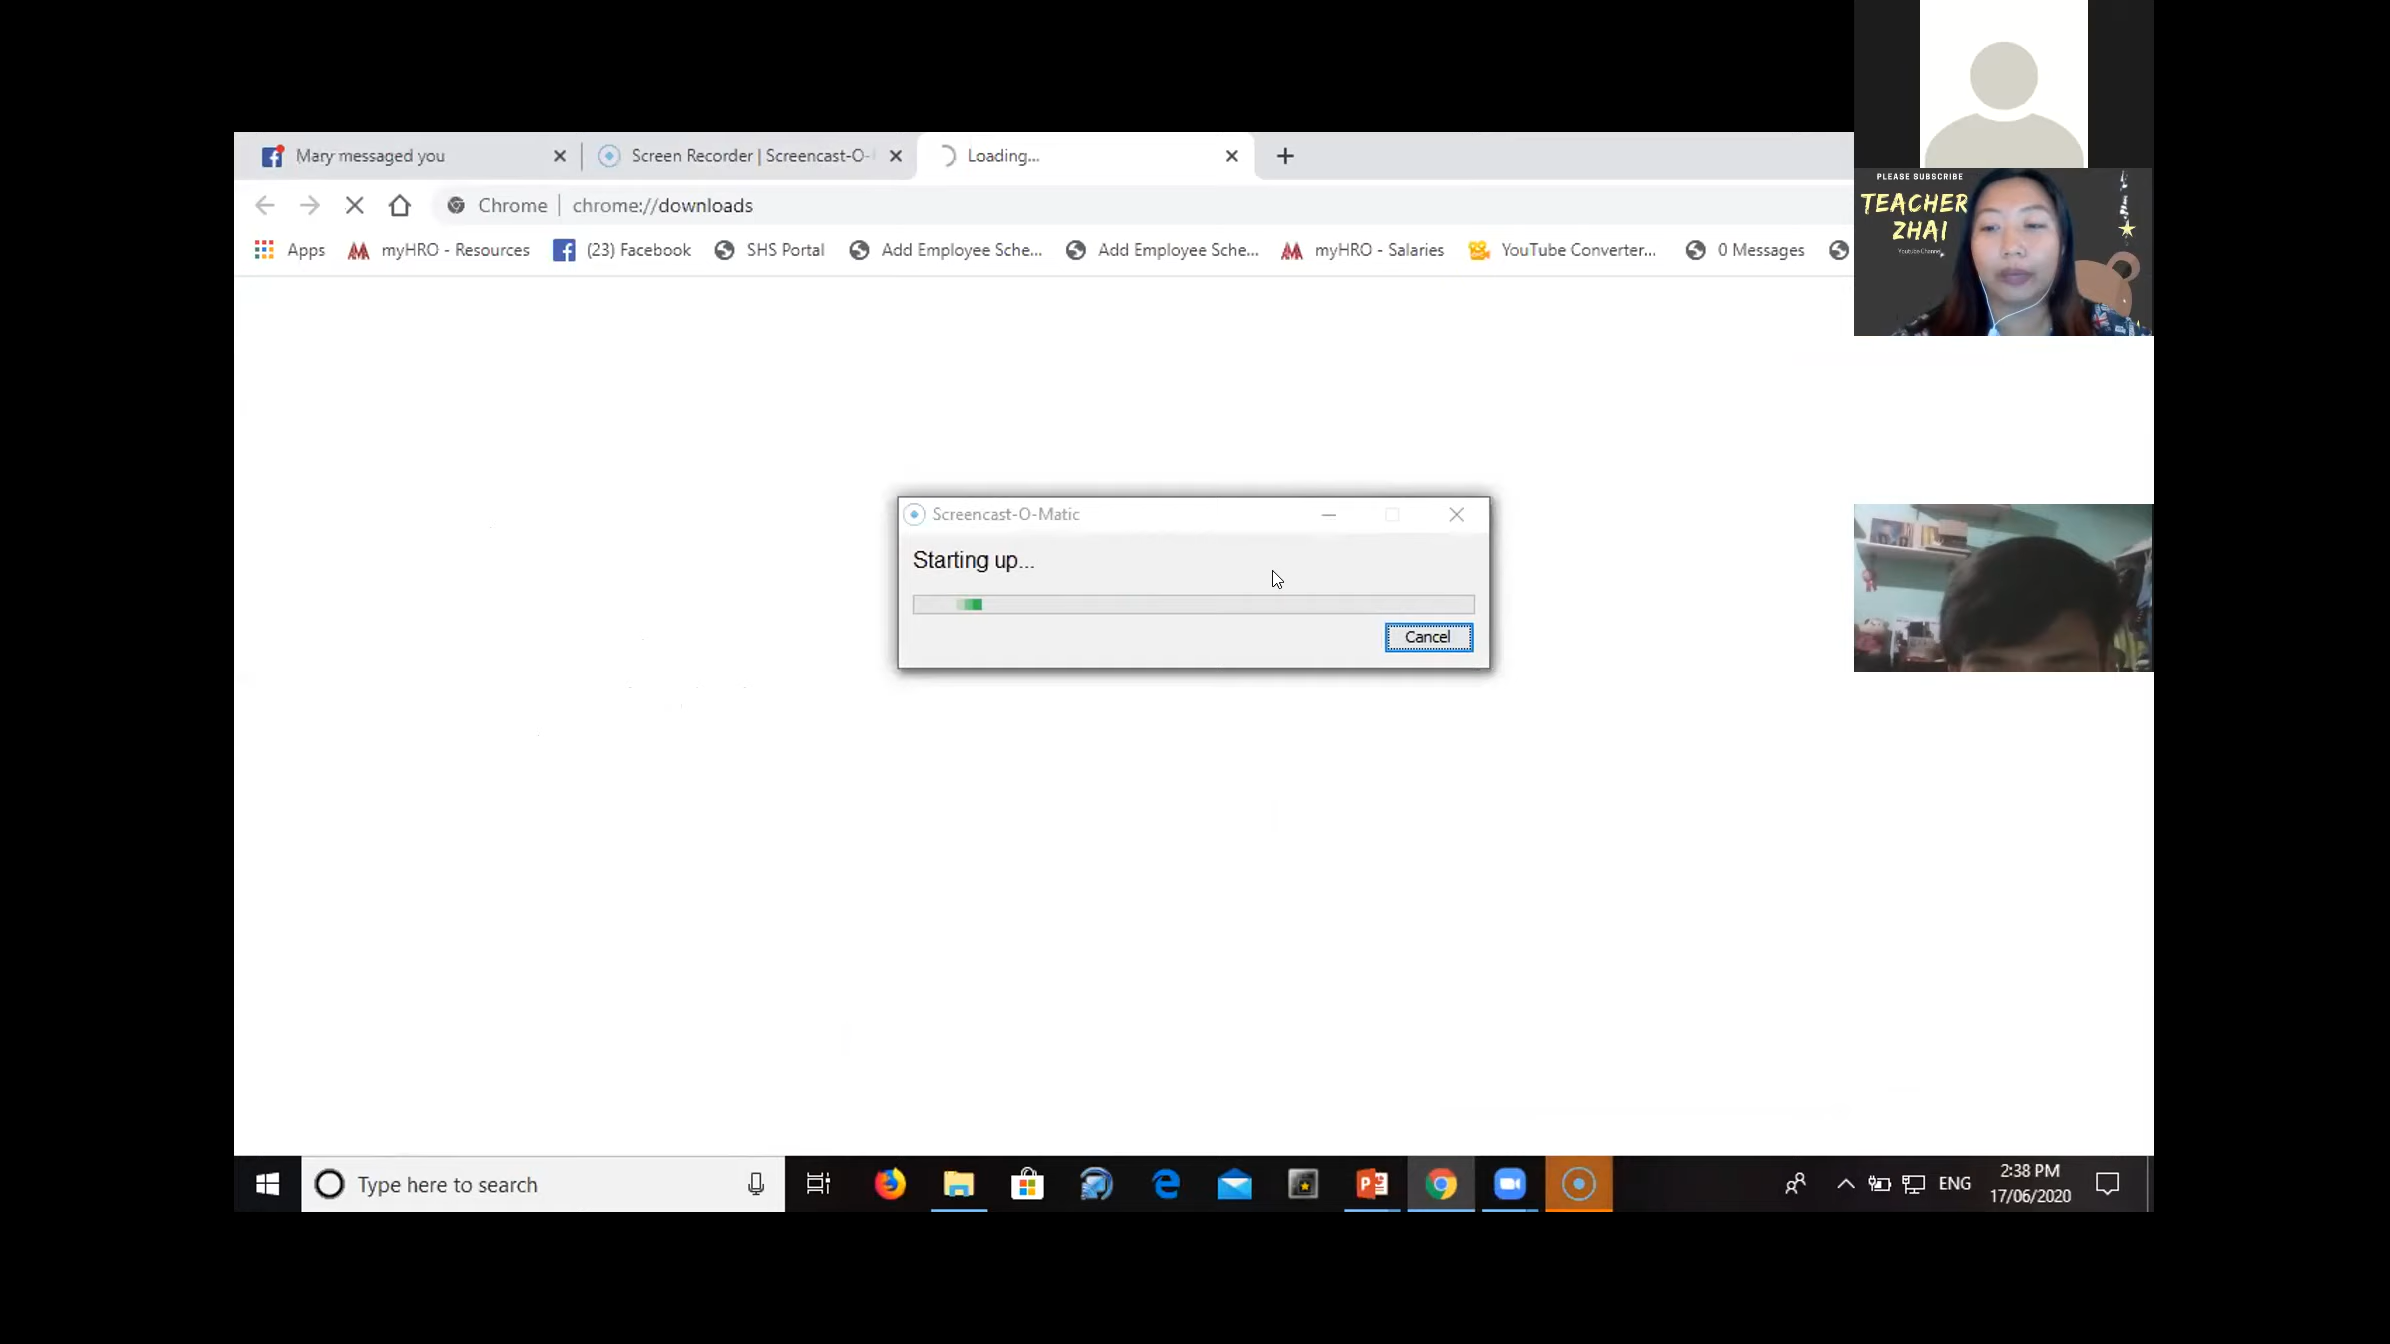 Mary messaged you
Screen Recorder | Screencast-O-
Loading...
Chrome | chrome://downloads
Apps
myHRO - Resources
(23) Facebook
SHS Portal
Add Employee Sche...
Add Employee Sche...
myHRO - Salaries
YouTube Converter...
0 Messages
PLEASE SUBSCRIBE
TEACHER
ZHAI
Youtube Channel
Screencast-O-Matic
Starting up...
Cancel
Type here to search
ENG
2:38 PM
17/06/2020